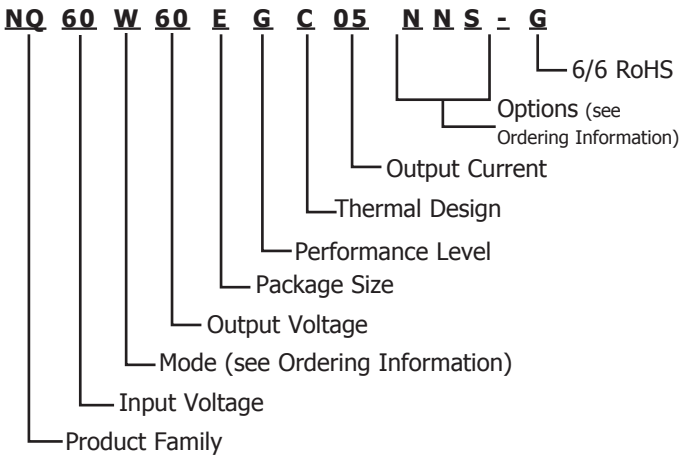 NQ 60 W 60 E G C 05 N N S - G
6/6 RoHS
Options (see
Ordering Information)
Output Current
Thermal Design
Performance Level
Package Size
Output Voltage
Mode (see Ordering Information)
Input Voltage
Product Family